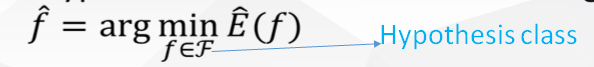 f̂ = arg min Ê(f)
f∈ℱ
Hypothesis class